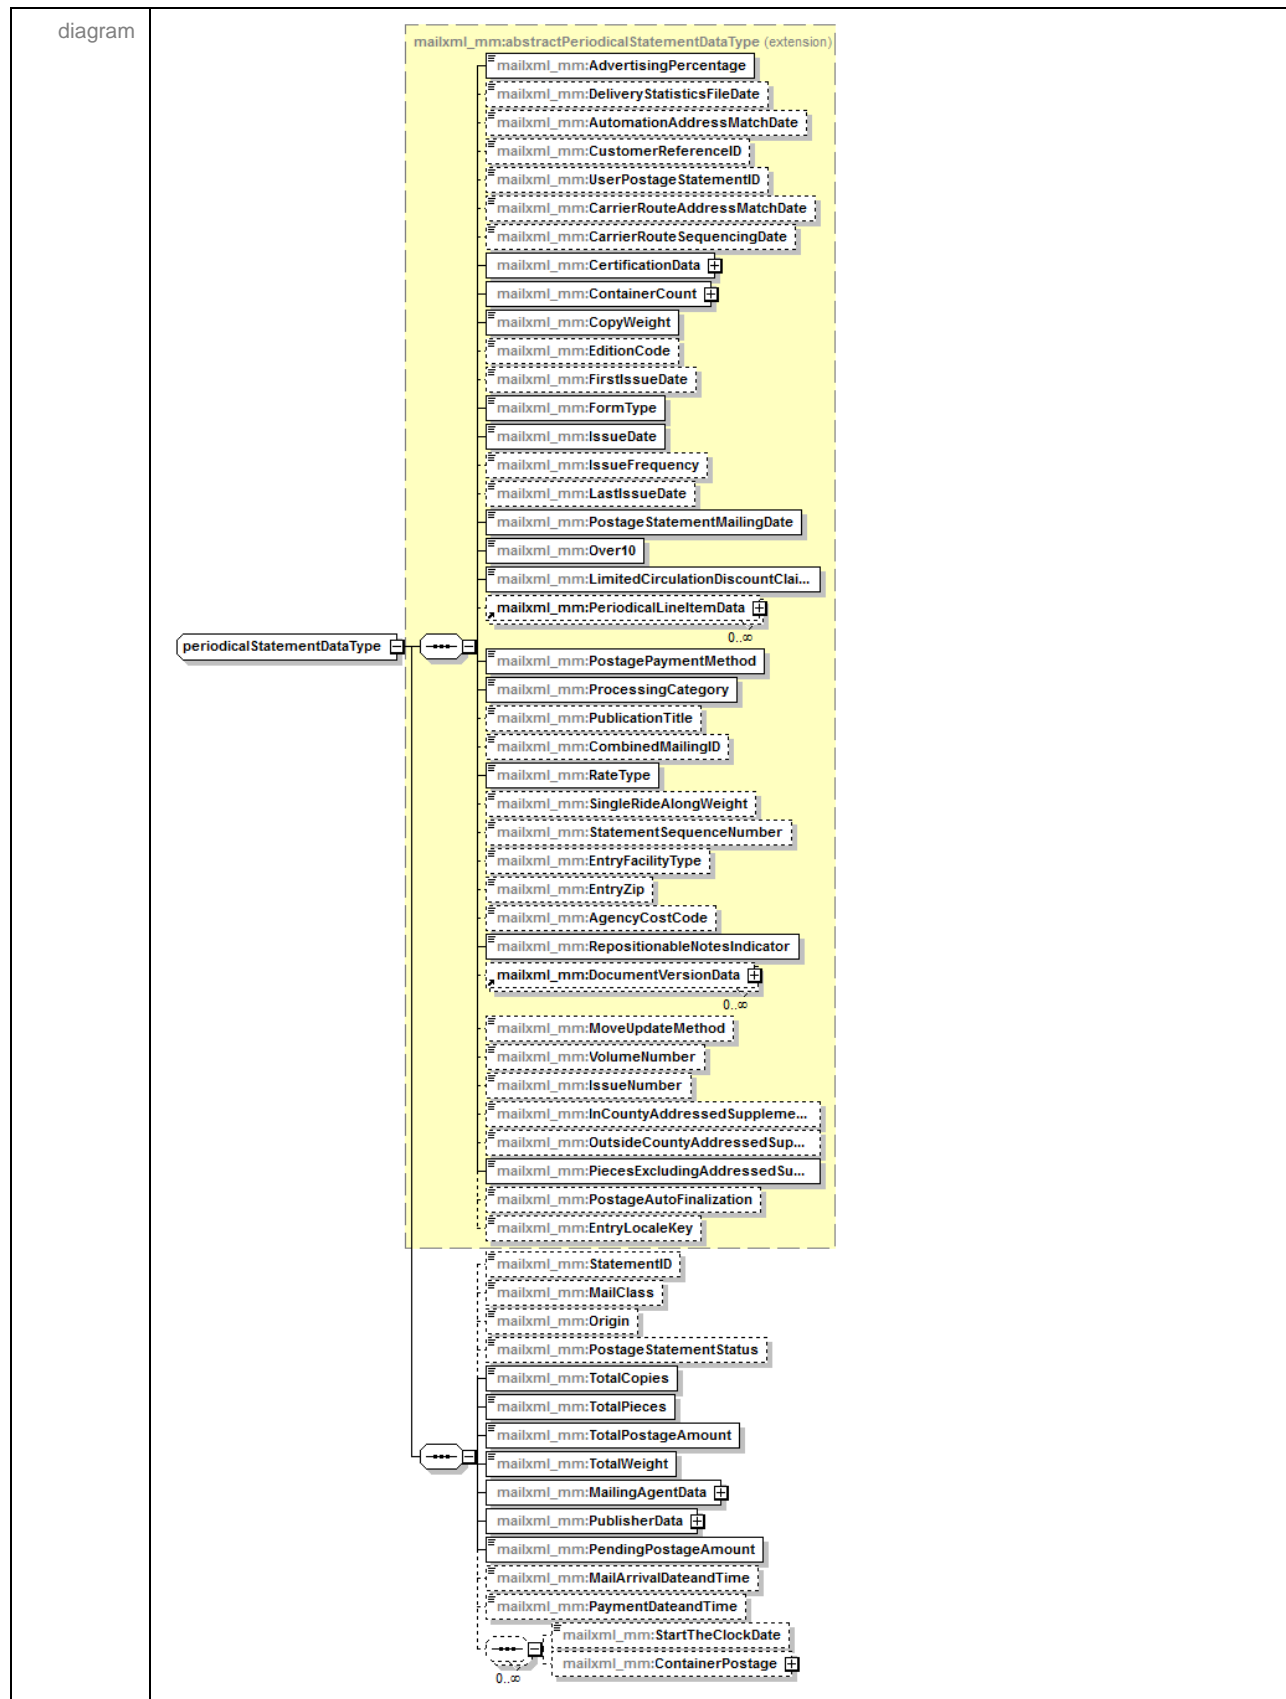 diagram
mailxml_mm:abstractPeriodicalStatementDataType (extension)
mailxml_mm:AdvertisingPercentage
mailxml_mm:DeliveryStatisticsFileDate
mailxml_mm:AutomationAddressMatchDate
mailxml_mm:CustomerReferenceID
mailxml_mm:UserPostageStatementID
mailxml_mm:CarrierRouteAddressMatchDate
mailxml_mm:CarrierRouteSequencingDate
mailxml_mm:CertificationData
mailxml_mm:ContainerCount
mailxml_mm:CopyWeight
mailxml_mm:EditionCode
mailxml_mm:FirstIssueDate
mailxml_mm:FormType
mailxml_mm:IssueDate
mailxml_mm:IssueFrequency
mailxml_mm:LastIssueDate
mailxml_mm:PostageStatementMailingDate
mailxml_mm:Over10
mailxml_mm:LimitedCirculationDiscountClai...
mailxml_mm:PeriodicalLineItemData
0..∞
periodicalStatementDataType
mailxml_mm:PostagePaymentMethod
mailxml_mm:ProcessingCategory
mailxml_mm:PublicationTitle
mailxml_mm:CombinedMailingID
mailxml_mm:RateType
mailxml_mm:SingleRideAlongWeight
mailxml_mm:StatementSequenceNumber
mailxml_mm:EntryFacilityType
mailxml_mm:EntryZip
mailxml_mm:AgencyCostCode
mailxml_mm:RepositionableNotesIndicator
mailxml_mm:DocumentVersionData
0..∞
mailxml_mm:MoveUpdateMethod
mailxml_mm:VolumeNumber
mailxml_mm:IssueNumber
mailxml_mm:InCountyAddressedSuppleme...
mailxml_mm:OutsideCountyAddressedSup...
mailxml_mm:PiecesExcludingAddressedSu...
mailxml_mm:PostageAutoFinalization
mailxml_mm:EntryLocaleKey
mailxml_mm:StatementID
mailxml_mm:MailClass
mailxml_mm:Origin
mailxml_mm:PostageStatementStatus
mailxml_mm:TotalCopies
mailxml_mm:TotalPieces
mailxml_mm:TotalPostageAmount
mailxml_mm:TotalWeight
mailxml_mm:MailingAgentData
mailxml_mm:PublisherData
mailxml_mm:PendingPostageAmount
mailxml_mm:MailArrivalDateandTime
mailxml_mm:PaymentDateandTime
mailxml_mm:StartTheClockDate
mailxml_mm:ContainerPostage
0..∞